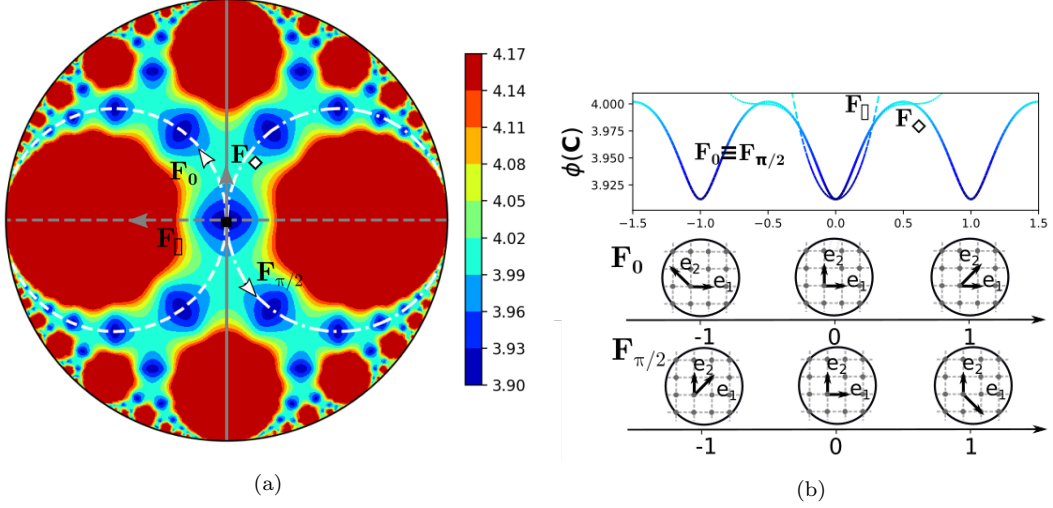 4.17
4.14
4.11
4.08
4.05
4.02
3.99
3.96
3.93
3.90
F₀
F◇
F▯
F_π/2
(a)
ϕ(C)
4.000
3.975
3.950
3.925
F▯
F◇
F₀≡F_π/2
−1.5 −1.0 −0.5 0.0 0.5 1.0 1.5
F₀
e₂ e₁
e₂ e₁
e₂ e₁
-1 0 1
F_π/2
e₂ e₁
e₂ e₁
e₂ e₁
-1 0 1
(b)